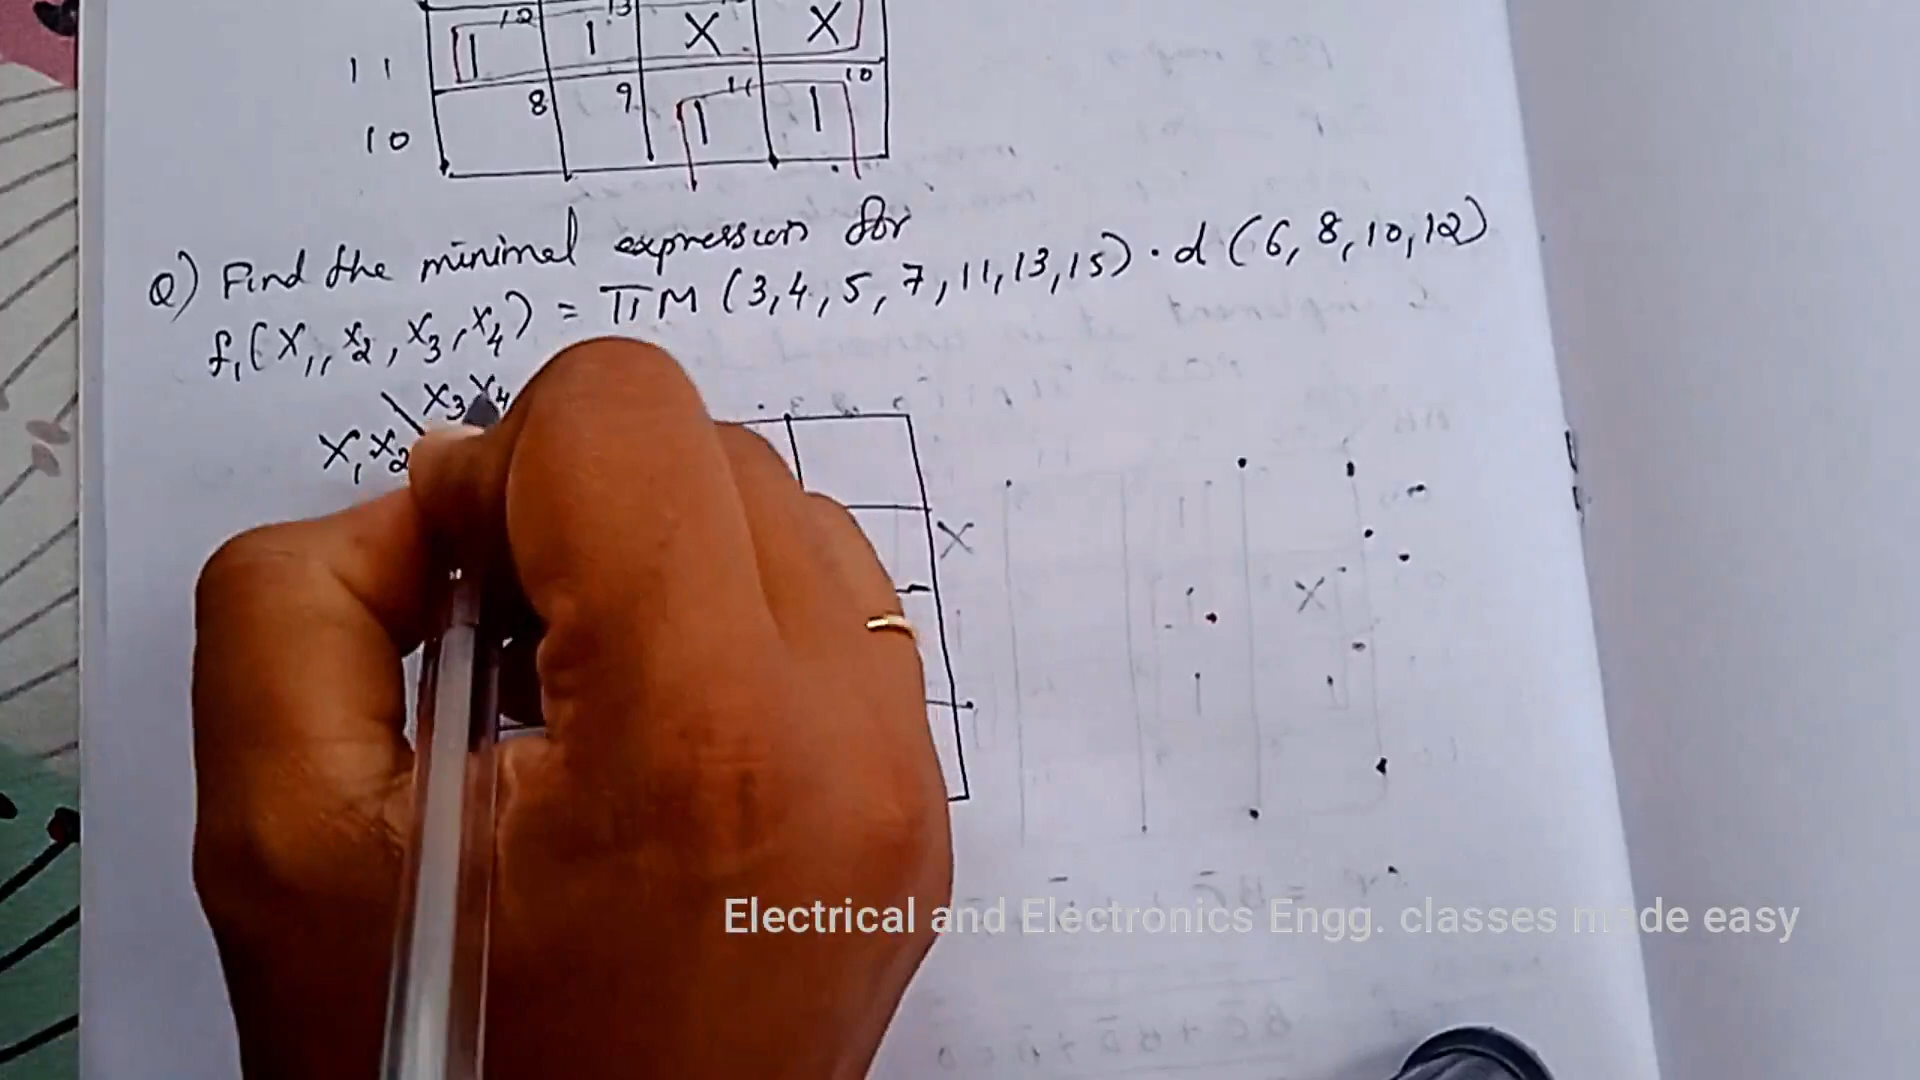 12 13
11 1 1 X X
8 9 11 10
10 1 1
Q) Find the minimal expression for
f₁(X₁, X₂, X₃, X₄) = ΠM (3,4,5,7,11,13,15) · d (6,8,10,12)
X₃X₄
X₁X₂
X
Electrical and Electronics Engg. classes made easy